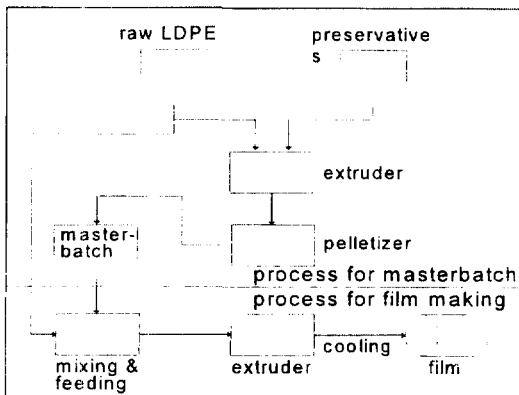 raw LDPE
preservative
s
extruder
master-
batch
pelletizer
process for masterbatch
process for film making
cooling
mixing &
feeding
extruder
film